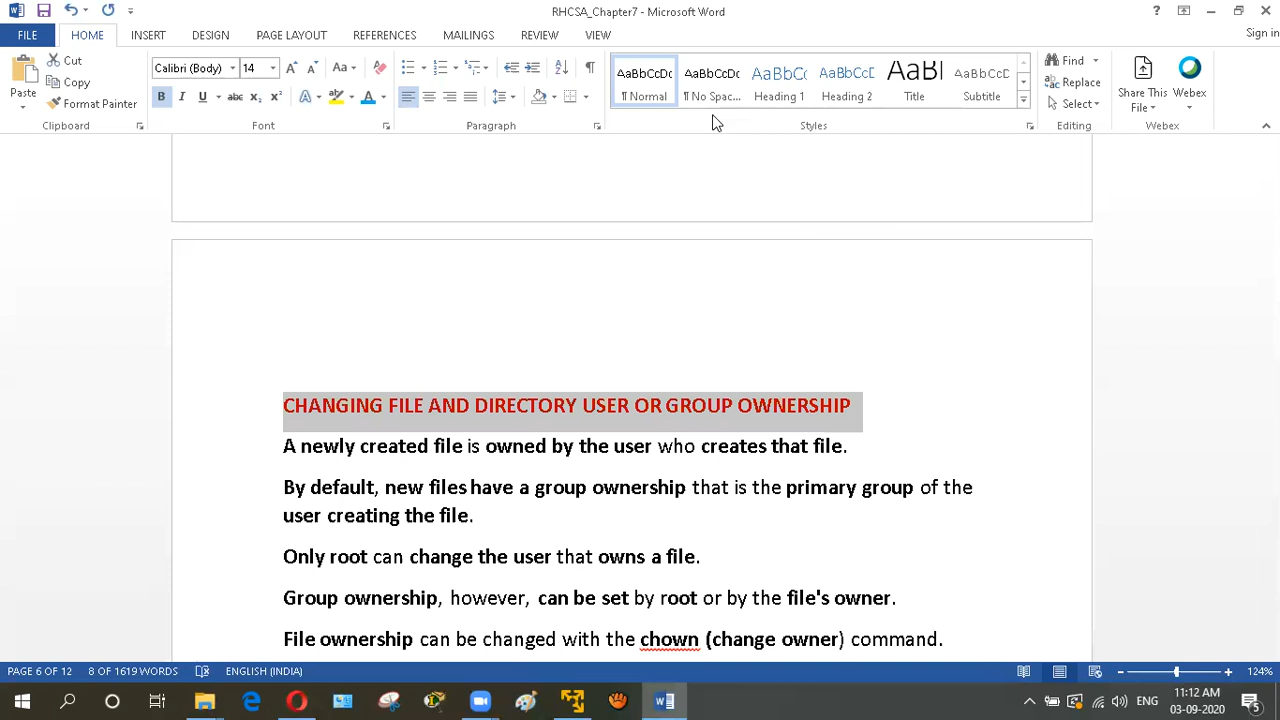 RHCSA_Chapter7 - Microsoft Word
Sign in
FILE HOME INSERT DESIGN PAGE LAYOUT REFERENCES MAILINGS REVIEW VIEW
Cut
Copy
Format Painter
Paste
Clipboard
Calibri (Body) 14
Font
Paragraph
AaBbCcDc AaBbCcDc AaBbCc AaBbCcD AaBl AaBbCcD
¶ Normal ¶ No Spac... Heading 1 Heading 2 Title Subtitle
Styles
Find
Replace
Select
Editing
Share This File
Webex
Webex
CHANGING FILE AND DIRECTORY USER OR GROUP OWNERSHIP
A newly created file is owned by the user who creates that file.
By default, new files have a group ownership that is the primary group of the
user creating the file.
Only root can change the user that owns a file.
Group ownership, however, can be set by root or by the file's owner.
File ownership can be changed with the chown (change owner) command.
PAGE 6 OF 12 8 OF 1619 WORDS ENGLISH (INDIA) 124%
ENG 11:12 AM
03-09-2020
5